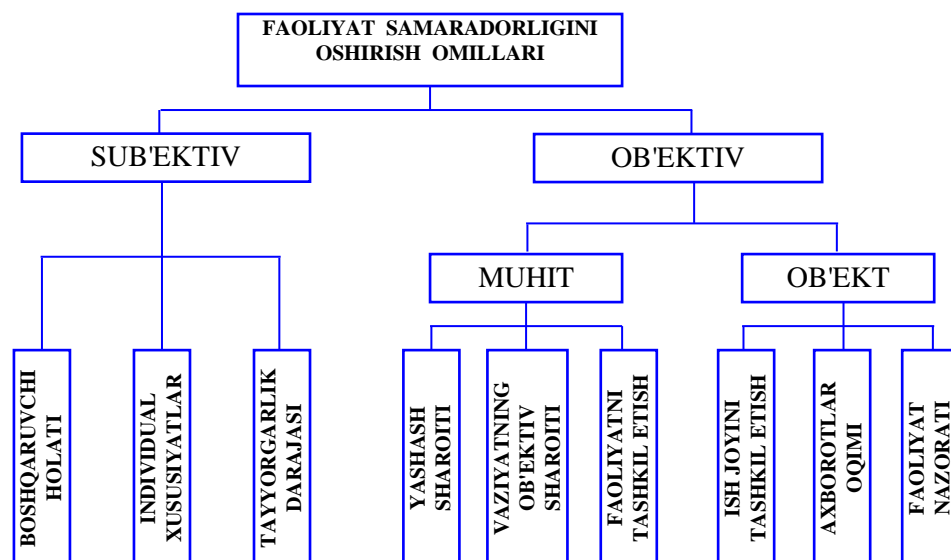 FAOLIYAT SAMARADORLIGINI
OSHIRISH OMILLARI
SUB'EKTIV
OB'EKTIV
MUHIT
OB'EKT
BOSHQARUVCHI
HOLATI
INDIVIDUAL
XUSUSIYATLAR
TAYYORGARLIK
DARAJASI
YASHASH
SHAROITI
VAZIYATNING
OB'EKTIV
SHAROITI
FAOLIYATNI
TASHKIL ETISH
ISH JOYINI
TASHKIL ETISH
AXBOROTLAR
OQIMI
FAOLIYAT
NAZORATI